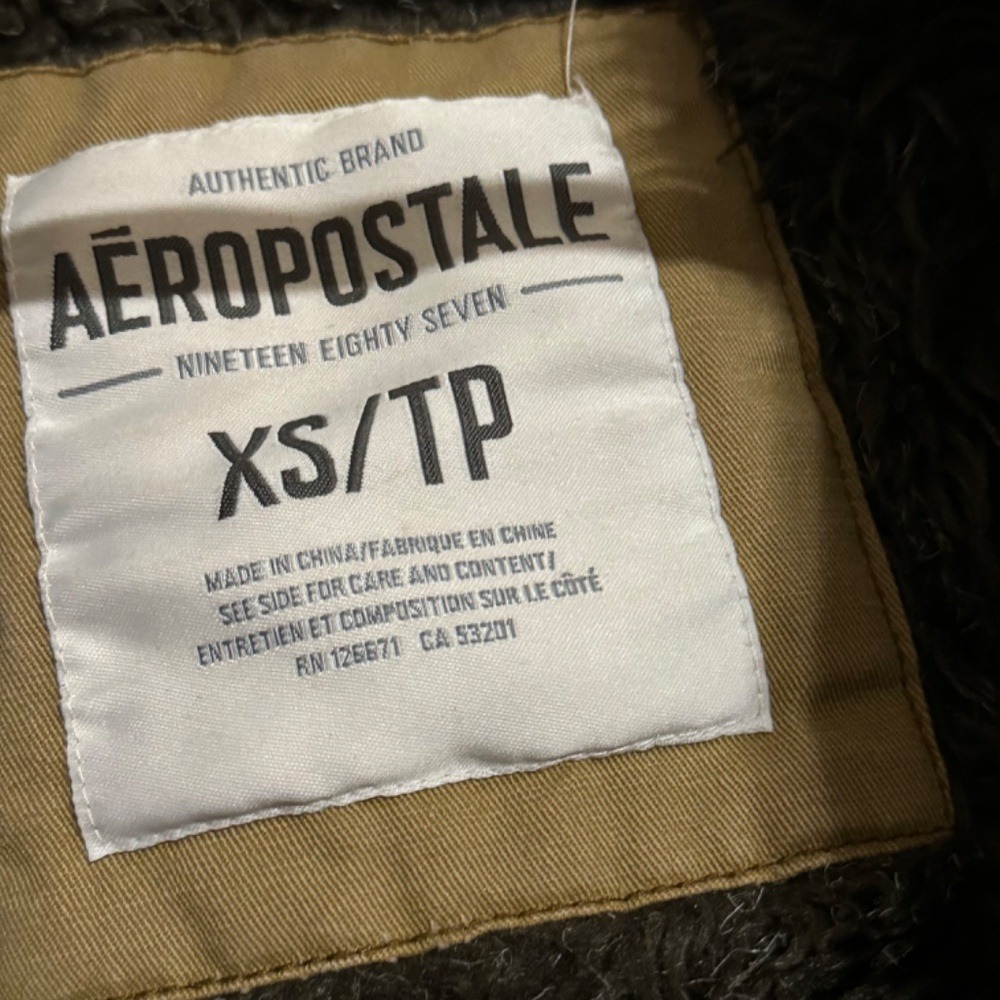 AUTHENTIC BRAND
AĒROPOSTALE
NINETEEN EIGHTY SEVEN
XS/TP
MADE IN CHINA/FABRIQUE EN CHINE
SEE SIDE FOR CARE AND CONTENT/
ENTRETIEN ET COMPOSITION SUR LE CÔTÉ
RN 126671 CA 53201